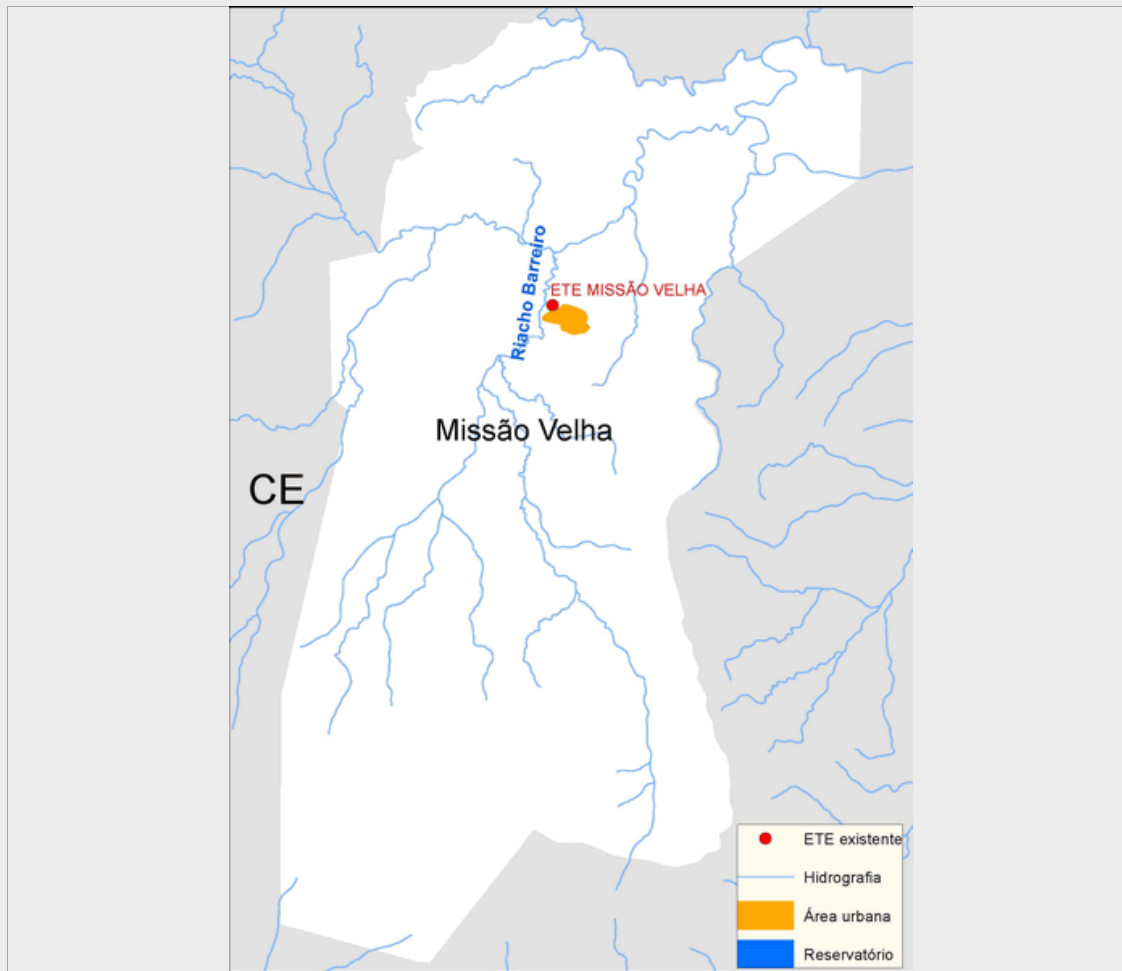 Riacho Barreiro
ETE MISSÃO VELHA
Missão Velha
CE
ETE existente
Hidrografia
Área urbana
Reservatório